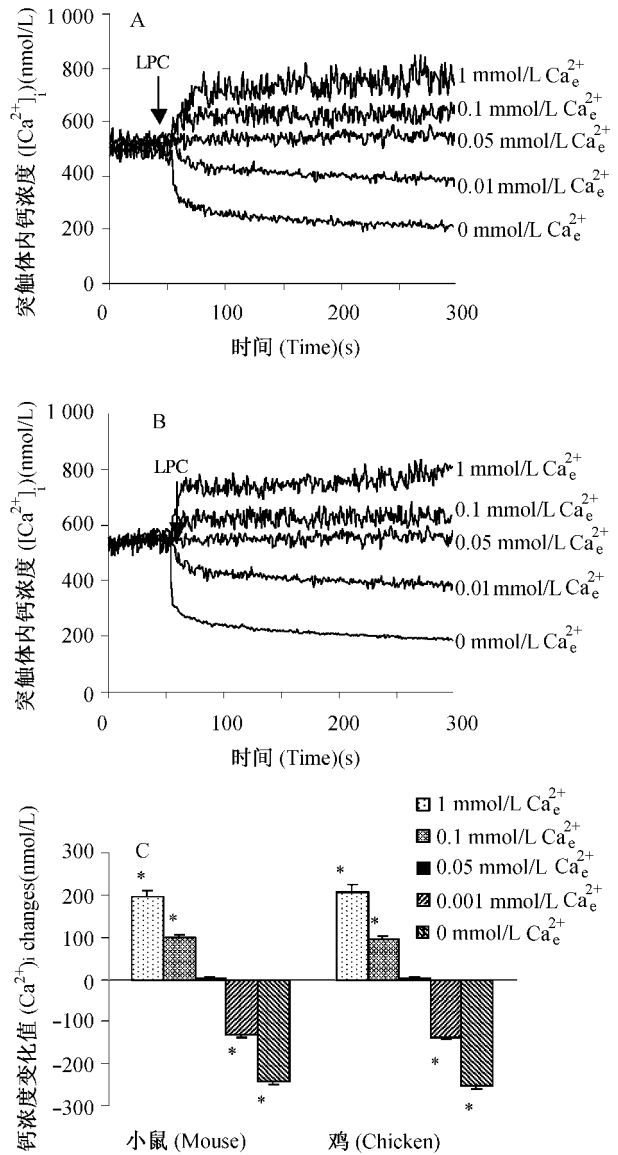 A
1 000
800
600
400
200
0
LPC
1 mmol/L Ca²⁺ₑ
0.1 mmol/L Ca²⁺ₑ
0.05 mmol/L Ca²⁺ₑ
0.01 mmol/L Ca²⁺ₑ
0 mmol/L Ca²⁺ₑ
突触体内钙浓度 ([Ca²⁺]ᵢ)(nmol/L)
0 100 200 300
时间 (Time)(s)
B
1 000
800
600
400
200
0
LPC
1 mmol/L Ca²⁺ₑ
0.1 mmol/L Ca²⁺ₑ
0.05 mmol/L Ca²⁺ₑ
0.01 mmol/L Ca²⁺ₑ
0 mmol/L Ca²⁺ₑ
突触体内钙浓度 ([Ca²⁺]ᵢ)(nmol/L)
0 100 200 300
时间 (Time)(s)
1 mmol/L Ca²⁺ₑ
0.1 mmol/L Ca²⁺ₑ
0.05 mmol/L Ca²⁺ₑ
0.001 mmol/L Ca²⁺ₑ
0 mmol/L Ca²⁺ₑ
C
300
200
100
0
-100
-200
-300
* * * *
* * * *
钙浓度变化值 (Ca²⁺)ᵢ changes(nmol/L)
小鼠 (Mouse) 鸡 (Chicken)